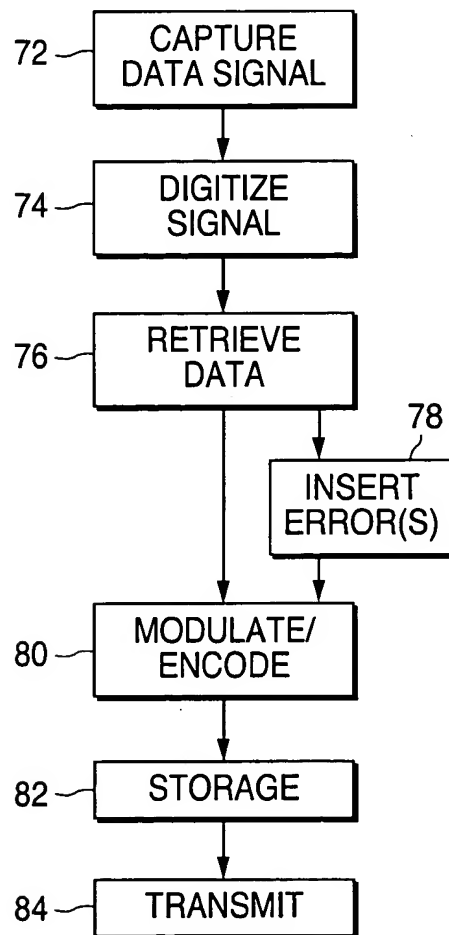 72
CAPTURE
DATA SIGNAL
74
DIGITIZE
SIGNAL
76
RETRIEVE
DATA
78
INSERT
ERROR(S)
80
MODULATE/
ENCODE
82
STORAGE
84
TRANSMIT